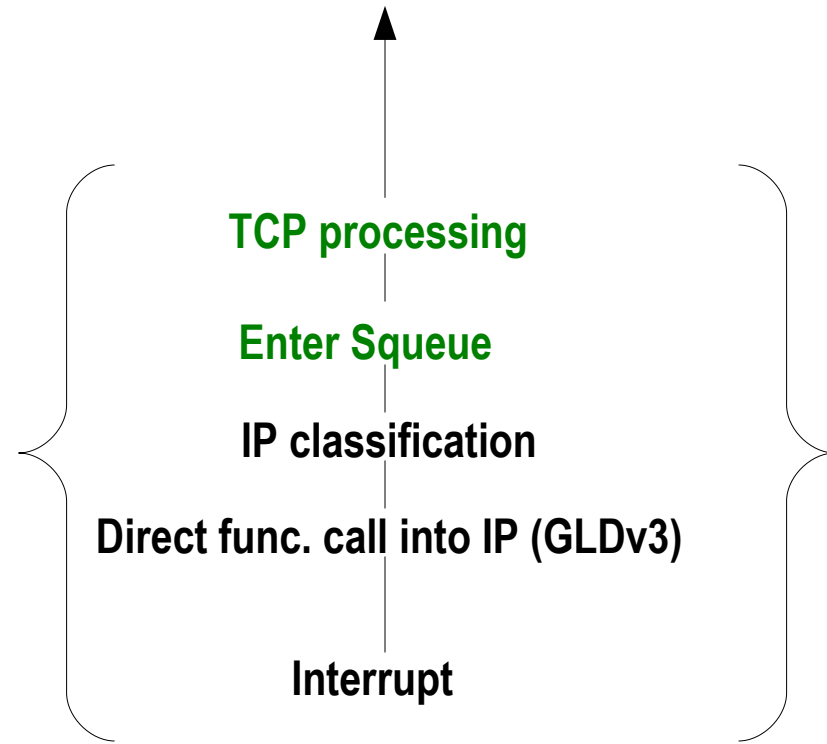 TCP processing
Enter Squeue
IP classification
Direct func. call into IP (GLDv3)
Interrupt